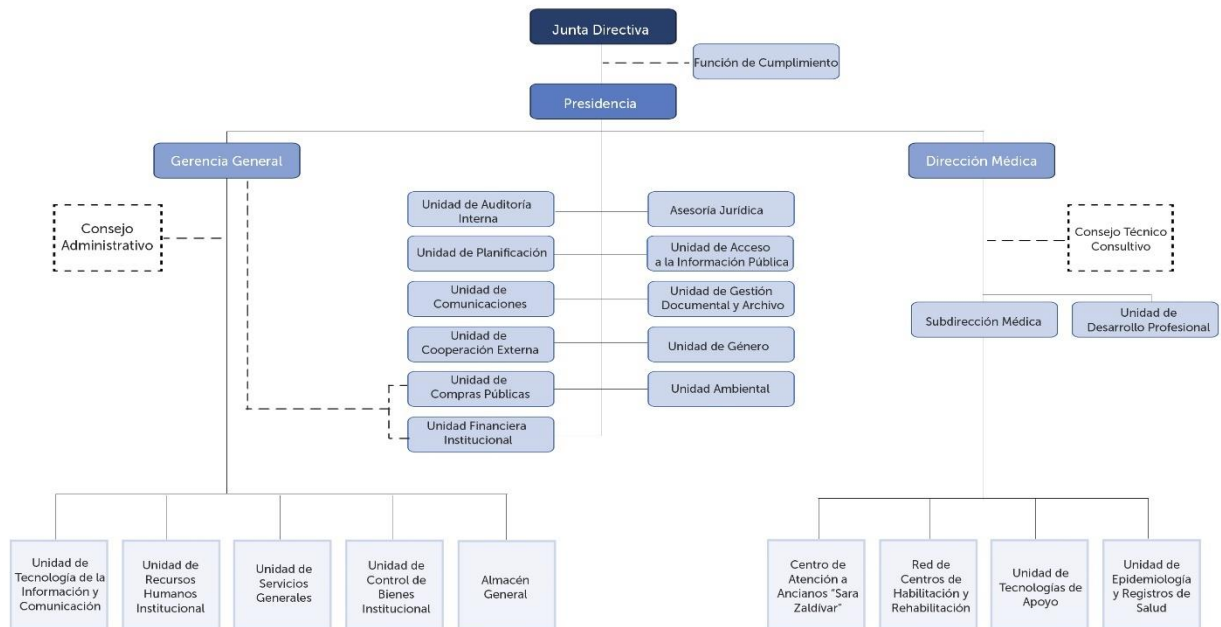 Junta Directiva
Función de Cumplimiento
Presidencia
Gerencia General
Dirección Médica
Consejo
Administrativo
Unidad de Auditoría
Interna
Asesoría Jurídica
Consejo Técnico
Consultivo
Unidad de Planificación
Unidad de Acceso
a la Información Pública
Unidad de
Comunicaciones
Unidad de Gestión
Documental y Archivo
Subdirección Médica
Unidad de
Desarrollo Profesional
Unidad de
Cooperación Externa
Unidad de Género
Unidad de
Compras Públicas
Unidad Ambiental
Unidad Financiera
Institucional
Unidad de
Tecnología de la
Información y
Comunicación
Unidad de
Recursos
Humanos
Institucional
Unidad de
Servicios
Generales
Unidad de
Control de
Bienes
Institucional
Almacén
General
Centro de
Atención a
Ancianos "Sara
Zaldívar"
Red de
Centros de
Habilitación y
Rehabilitación
Unidad de
Tecnologías de
Apoyo
Unidad de
Epidemiología
y Registros de
Salud